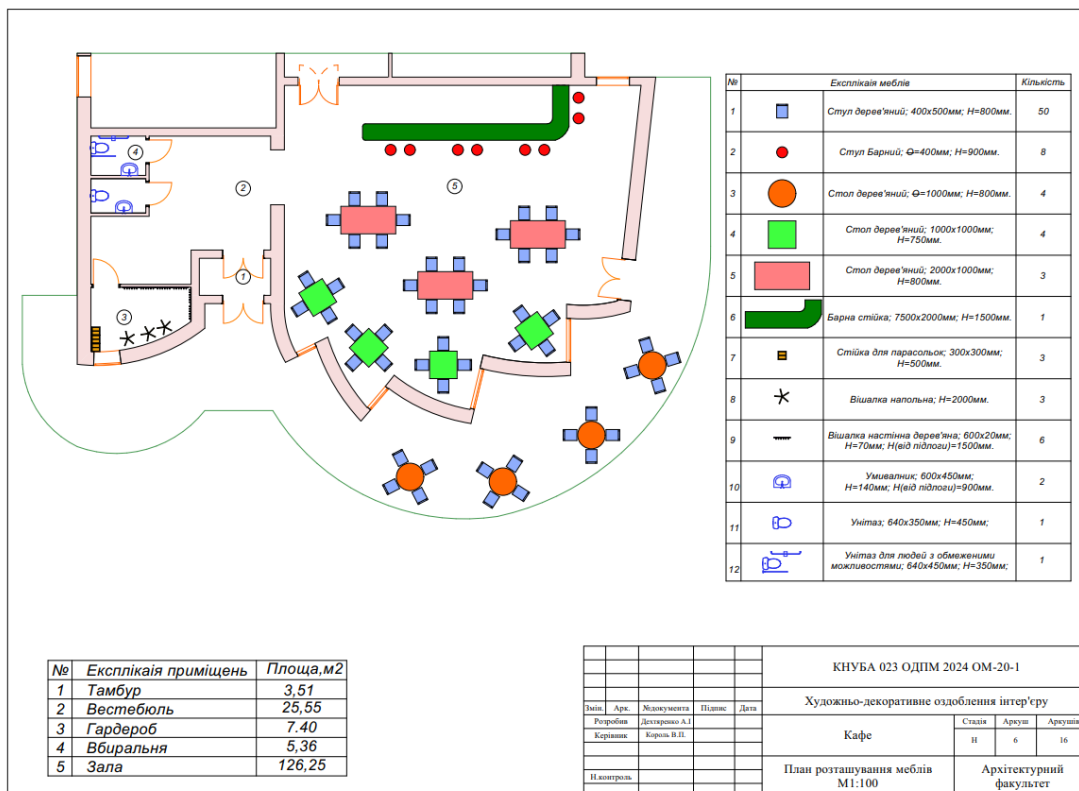 4
2
5
1
3
№ Експлікаія меблів Кількість
1 Стул дерев'яний; 400х500мм; H=800мм. 50
2 Стул Барний; O=400мм; H=900мм. 8
3 Стол дерев'яний; O=1000мм; H=800мм. 4
4 Стол дерев'яний; 1000х1000мм; 4
H=750мм.
5 Стол дерев'яний; 2000х1000мм; 3
H=800мм.
6 Барна стійка; 7500х2000мм; H=1500мм. 1
7 Стійка для парасольок; 300х300мм; 3
H=500мм.
8 Вішалка напольна; H=2000мм. 3
9 Вішалка настінна дерев'яна; 600х20мм; 6
H=70мм; H(від підлоги)=1500мм.
10 Умивалник; 600х450мм; 2
H=140мм; H(від підлоги)=900мм.
11 Унітаз; 640х350мм; H=450мм; 1
12 Унітаз для людей з обмеженими 1
можливостями; 640х450мм; H=350мм;
№ Експлікаія приміщень Площа,м2
1 Тамбур 3,51
2 Вестебюль 25,55
3 Гардероб 7.40
4 Вбиральня 5,36
5 Зала 126,25
КНУБА 023 ОДПМ 2024 ОМ-20-1
Художньо-декоративне оздоблення інтер'єру
Змін. Арк. №документа Підпис Дата
Розробив Дехтяренко А.І
Керівник Король В.П.
Н.контроль
Кафе
Стадія Аркуш Аркушів
Н 6 16
План розташування меблів
М1:100
Архітектурний
факультет